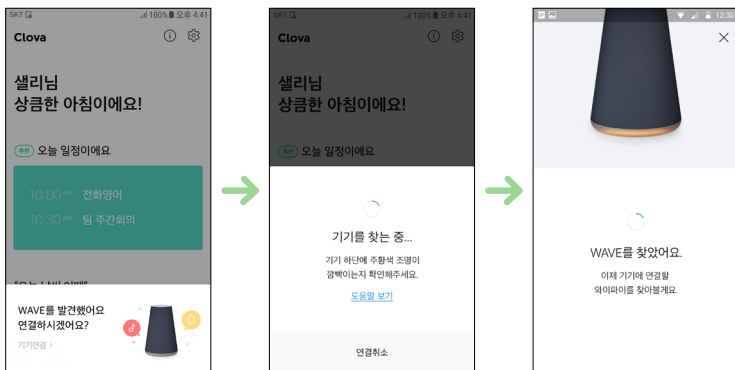 SKT 100% 오후 4:41
Clova
샐리님
상큼한 아침이에요!
추천 오늘 일정이에요
10:00 AM 전화영어
10:30 AM 팀 주간회의
"오늘 날씨 어때"
WAVE를 발견했어요
연결하시겠어요?
기기연결 >
SKT 100% 오후 4:41
Clova
샐리님
상큼한 아침이에요!
추천 오늘 일정이에요
기기를 찾는 중...
기기 하단에 주황색 조명이
깜빡이는지 확인해주세요.
도움말 보기
연결취소
12:30
WAVE를 찾았어요.
이제 기기에 연결할
와이파이를 찾아볼게요.